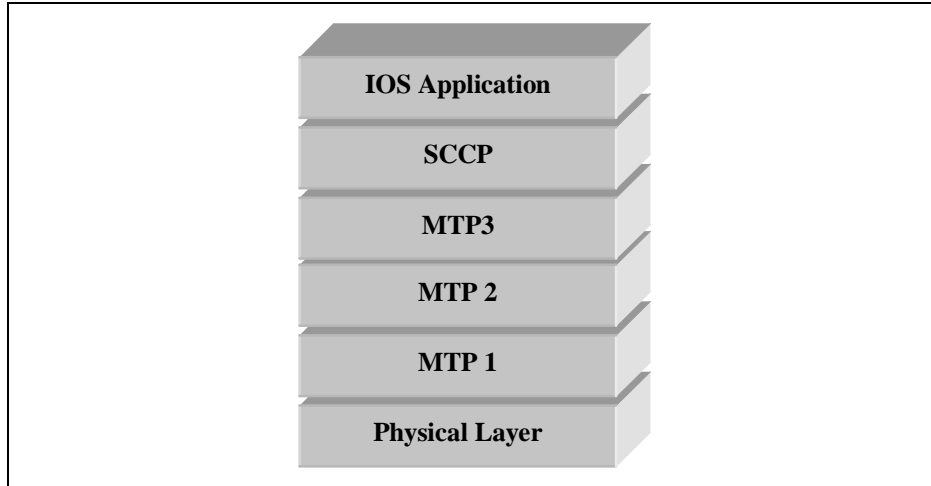 IOS Application
SCCP
MTP3
MTP 2
MTP 1
Physical Layer